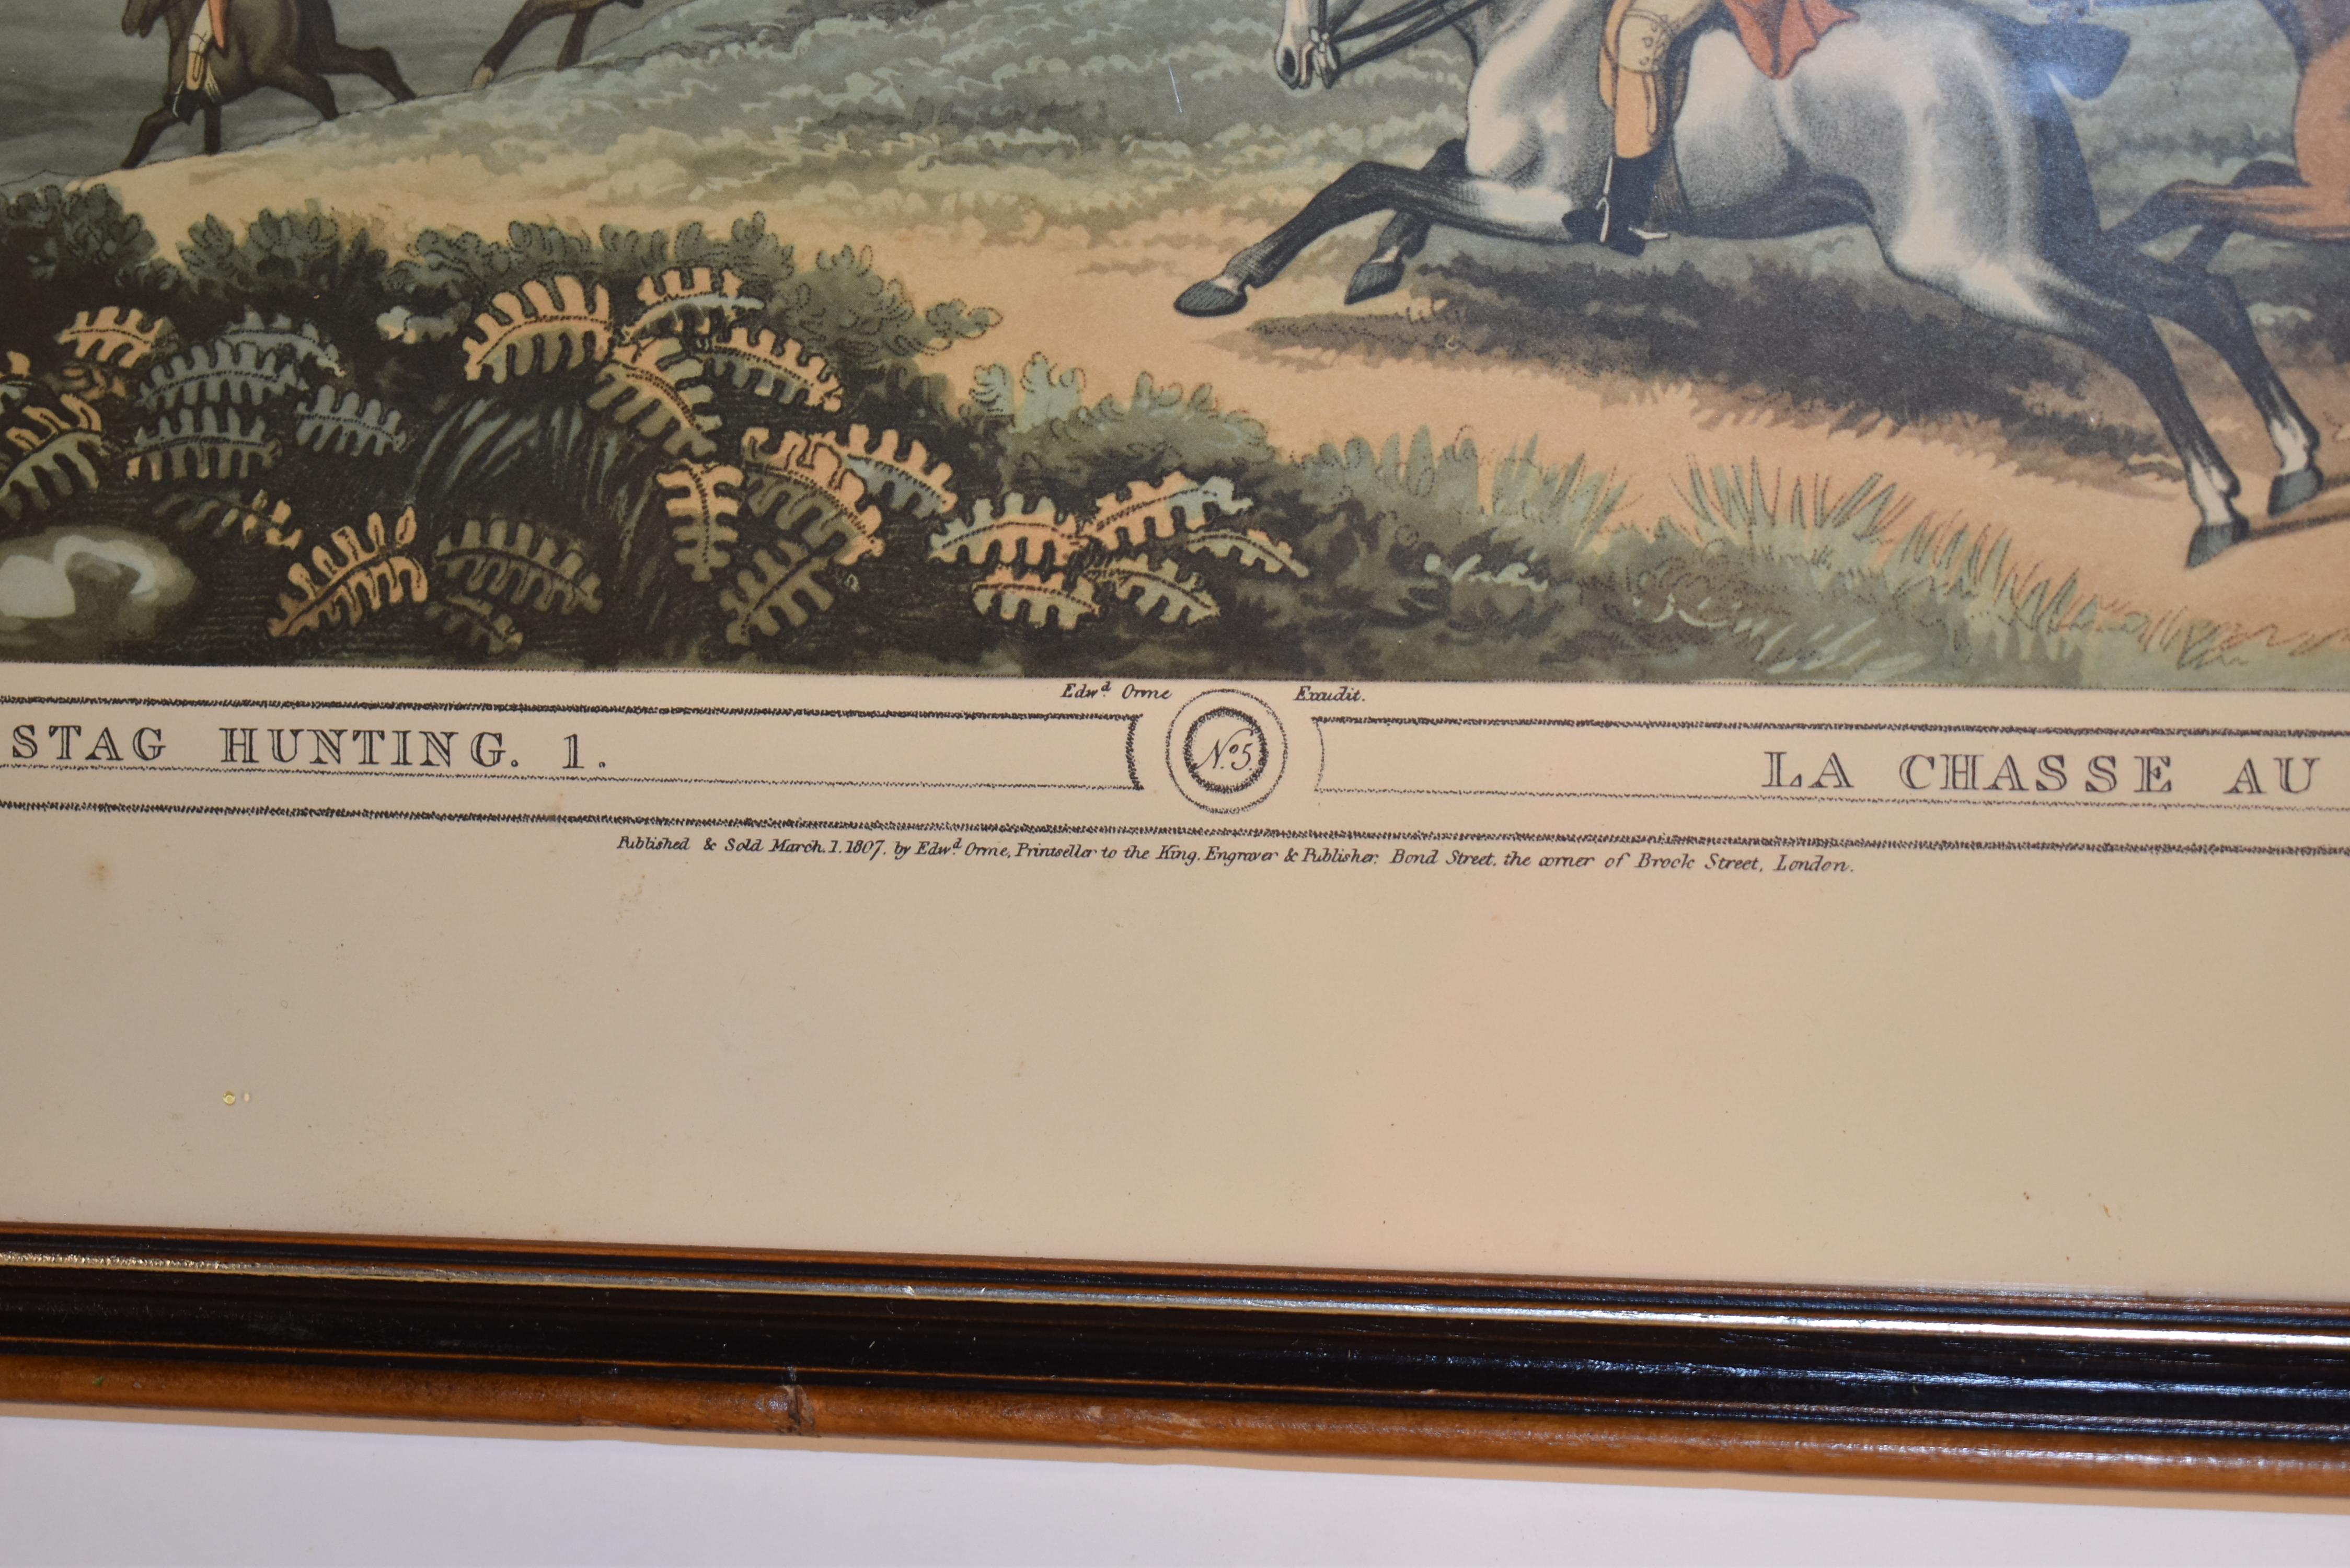 Edwd. Orme Exudit.
STAG HUNTING. 1. No. 5. LA CHASSE AU
Published & Sold March. 1. 1807. by Edwd. Orme, Printseller to the King, Engraver & Publisher. Bond Street, the corner of Brook Street, London.